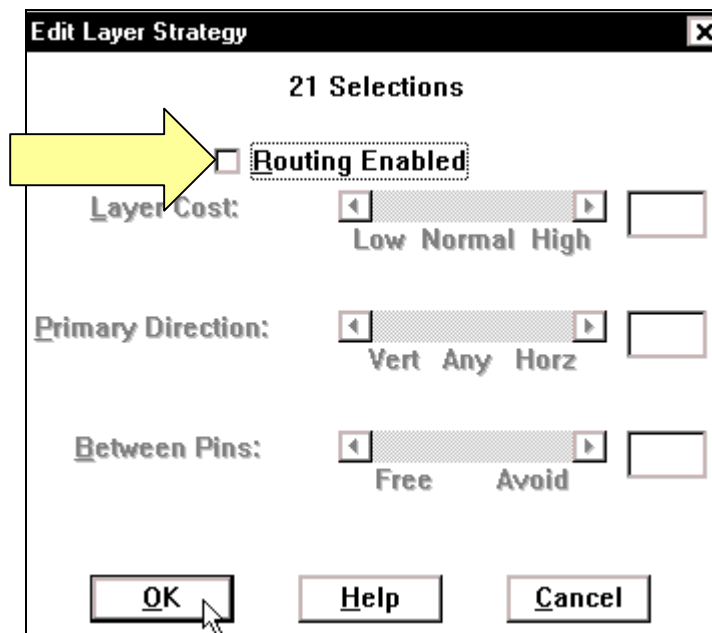 Edit Layer Strategy
21 Selections
Routing Enabled
Layer Cost:
Low Normal High
Primary Direction:
Vert Any Horz
Between Pins:
Free Avoid
OK Help Cancel